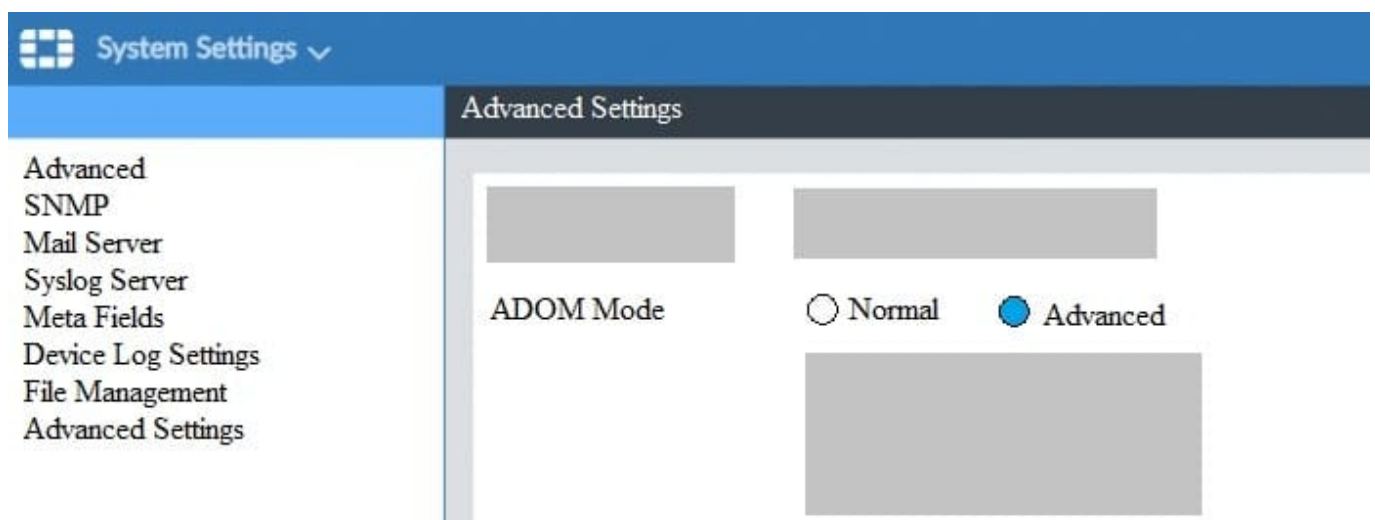 System Settings
Advanced Settings
Advanced
SNMP
Mail Server
Syslog Server
Meta Fields
Device Log Settings
File Management
Advanced Settings
ADOM Mode
Normal
Advanced